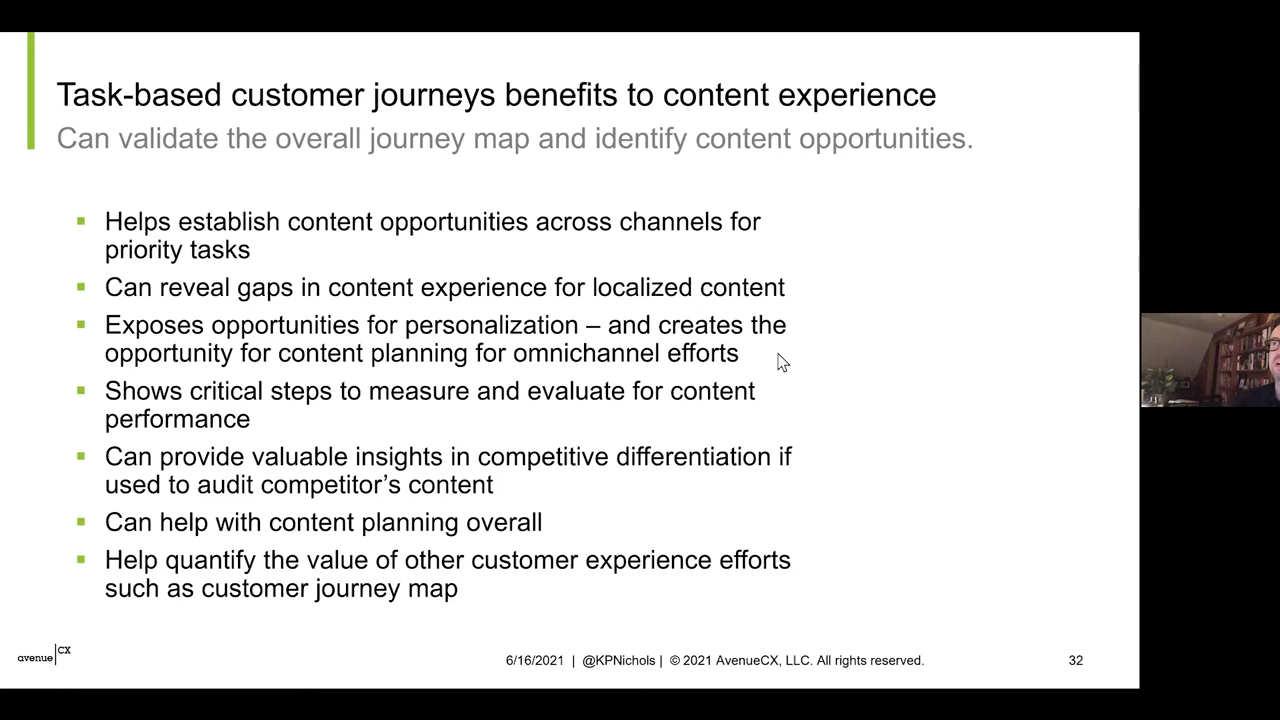 Task-based customer journeys benefits to content experience
Can validate the overall journey map and identify content opportunities.
▪ Helps establish content opportunities across channels for
priority tasks
▪ Can reveal gaps in content experience for localized content
▪ Exposes opportunities for personalization – and creates the
opportunity for content planning for omnichannel efforts
▪ Shows critical steps to measure and evaluate for content
performance
▪ Can provide valuable insights in competitive differentiation if
used to audit competitor’s content
▪ Can help with content planning overall
▪ Help quantify the value of other customer experience efforts
such as customer journey map
avenue|CX
6/16/2021 | @KPNichols | © 2021 AvenueCX, LLC. All rights reserved.
32